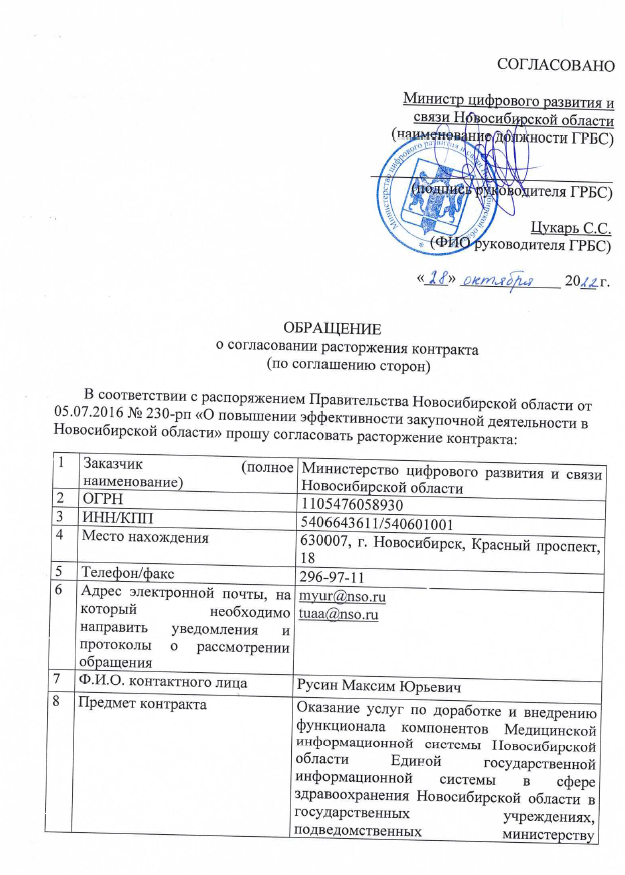 СОГЛАСОВАНО
Министр цифрового развития и
связи Новосибирской области
(наименование должности ГРБС)
(подпись руководителя ГРБС)
Министерство цифрового развития и связи Новосибирской области
Цукарь С.С.
(ФИО руководителя ГРБС)
«28» октября 2022 г.
ОБРАЩЕНИЕ
о согласовании расторжения контракта
(по соглашению сторон)
В соответствии с распоряжением Правительства Новосибирской области от
05.07.2016 № 230-рп «О повышении эффективности закупочной деятельности в
Новосибирской области» прошу согласовать расторжение контракта:
1 Заказчик (полное Министерство цифрового развития и связи
наименование) Новосибирской области
2 ОГРН 1105476058930
3 ИНН/КПП 5406643611/540601001
4 Место нахождения 630007, г. Новосибирск, Красный проспект,
18
5 Телефон/факс 296-97-11
6 Адрес электронной почты, на myur@nso.ru
который необходимо tuaa@nso.ru
направить уведомления и
протоколы о рассмотрении
обращения
7 Ф.И.О. контактного лица Русин Максим Юрьевич
8 Предмет контракта Оказание услуг по доработке и внедрению
функционала компонентов Медицинской
информационной системы Новосибирской
области Единой государственной
информационной системы в сфере
здравоохранения Новосибирской области в
государственных учреждениях,
подведомственных министерству